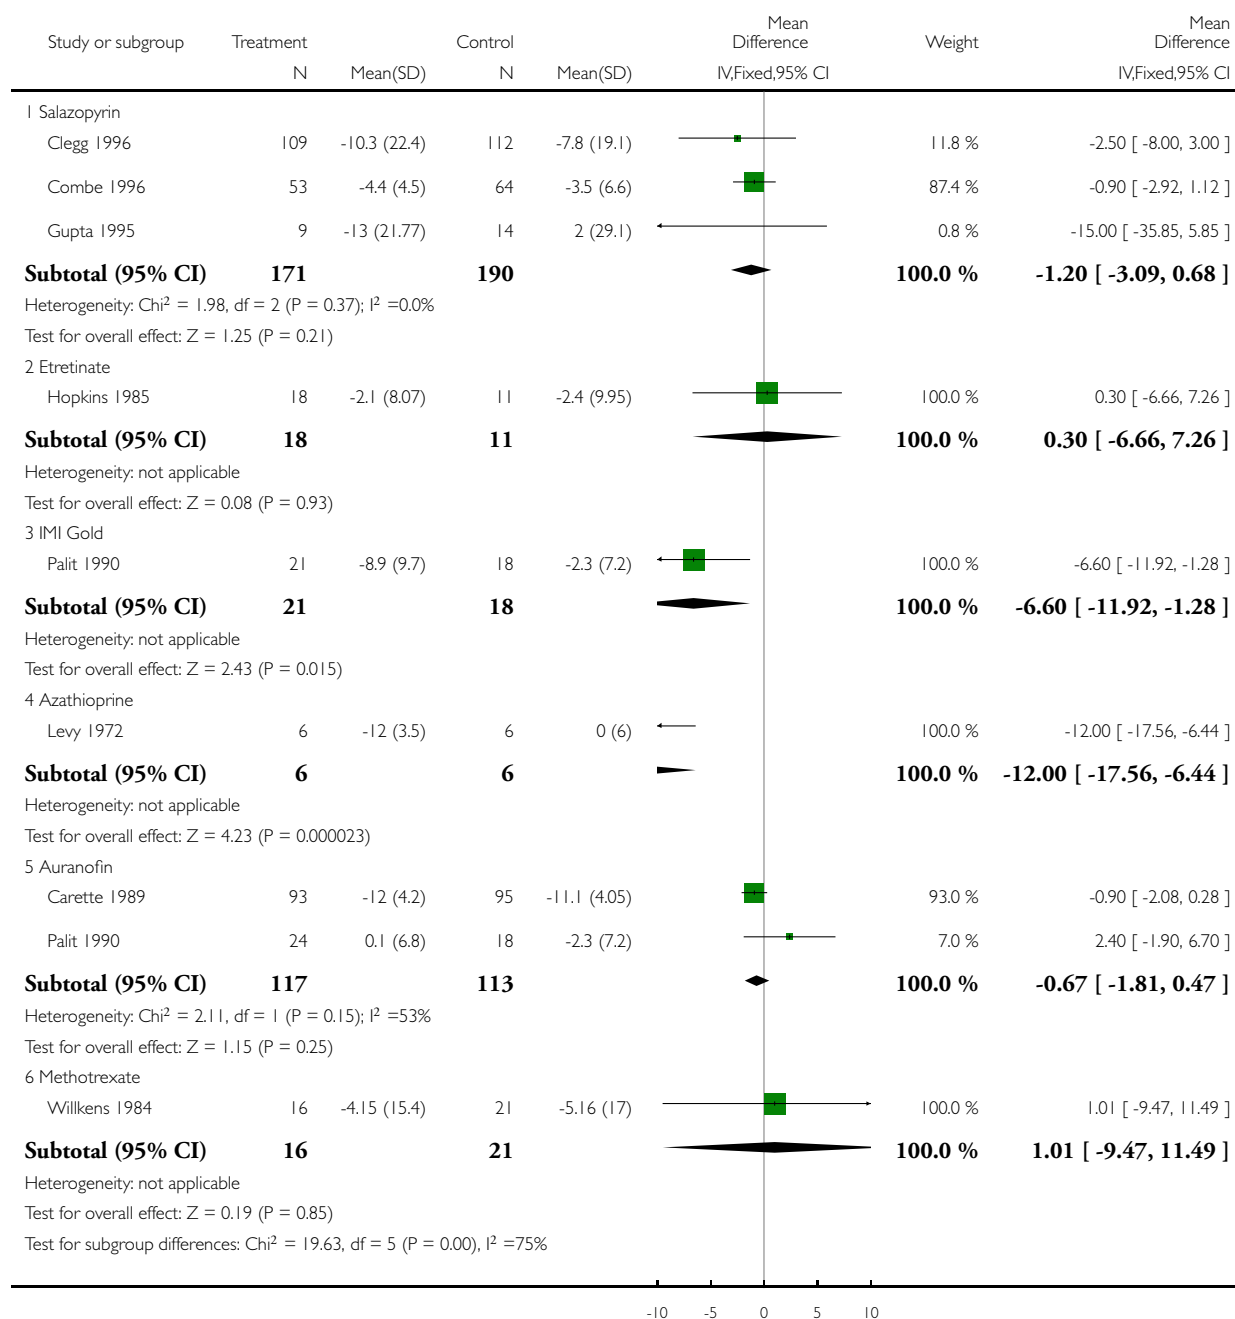 Mean Mean
Study or subgroup Treatment Control Difference Weight Difference
N Mean(SD) N Mean(SD) IV,Fixed,95% CI IV,Fixed,95% CI
1 Salazopyrin
Clegg 1996 109 -10.3 (22.4) 112 -7.8 (19.1) 11.8 % -2.50 [ -8.00, 3.00 ]
Combe 1996 53 -4.4 (4.5) 64 -3.5 (6.6) 87.4 % -0.90 [ -2.92, 1.12 ]
Gupta 1995 9 -13 (21.77) 14 2 (29.1) 0.8 % -15.00 [ -35.85, 5.85 ]
Subtotal (95% CI) 171 190 100.0 % -1.20 [ -3.09, 0.68 ]
Heterogeneity: Chi² = 1.98, df = 2 (P = 0.37); I² =0.0%
Test for overall effect: Z = 1.25 (P = 0.21)
2 Etretinate
Hopkins 1985 18 -2.1 (8.07) 11 -2.4 (9.95) 100.0 % 0.30 [ -6.66, 7.26 ]
Subtotal (95% CI) 18 11 100.0 % 0.30 [ -6.66, 7.26 ]
Heterogeneity: not applicable
Test for overall effect: Z = 0.08 (P = 0.93)
3 IMI Gold
Palit 1990 21 -8.9 (9.7) 18 -2.3 (7.2) 100.0 % -6.60 [ -11.92, -1.28 ]
Subtotal (95% CI) 21 18 100.0 % -6.60 [ -11.92, -1.28 ]
Heterogeneity: not applicable
Test for overall effect: Z = 2.43 (P = 0.015)
4 Azathioprine
Levy 1972 6 -12 (3.5) 6 0 (6) 100.0 % -12.00 [ -17.56, -6.44 ]
Subtotal (95% CI) 6 6 100.0 % -12.00 [ -17.56, -6.44 ]
Heterogeneity: not applicable
Test for overall effect: Z = 4.23 (P = 0.000023)
5 Auranofin
Carette 1989 93 -12 (4.2) 95 -11.1 (4.05) 93.0 % -0.90 [ -2.08, 0.28 ]
Palit 1990 24 0.1 (6.8) 18 -2.3 (7.2) 7.0 % 2.40 [ -1.90, 6.70 ]
Subtotal (95% CI) 117 113 100.0 % -0.67 [ -1.81, 0.47 ]
Heterogeneity: Chi² = 2.11, df = 1 (P = 0.15); I² =53%
Test for overall effect: Z = 1.15 (P = 0.25)
6 Methotrexate
Willkens 1984 16 -4.15 (15.4) 21 -5.16 (17) 100.0 % 1.01 [ -9.47, 11.49 ]
Subtotal (95% CI) 16 21 100.0 % 1.01 [ -9.47, 11.49 ]
Heterogeneity: not applicable
Test for overall effect: Z = 0.19 (P = 0.85)
Test for subgroup differences: Chi² = 19.63, df = 5 (P = 0.00), I² =75%
-10 -5 0 5 10